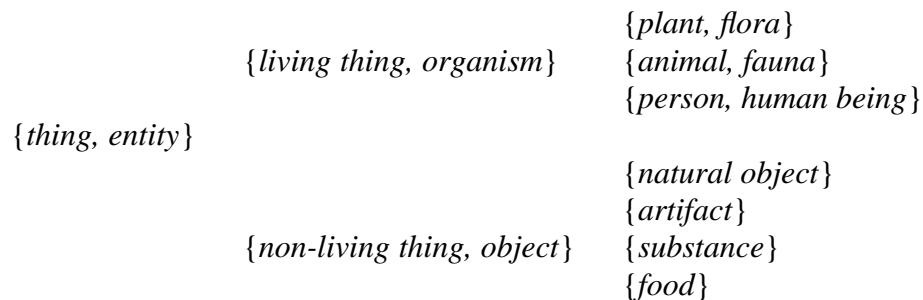 {plant, flora}
{living thing, organism} {animal, fauna}
{person, human being}
{thing, entity}
{natural object}
{artifact}
{non-living thing, object} {substance}
{food}